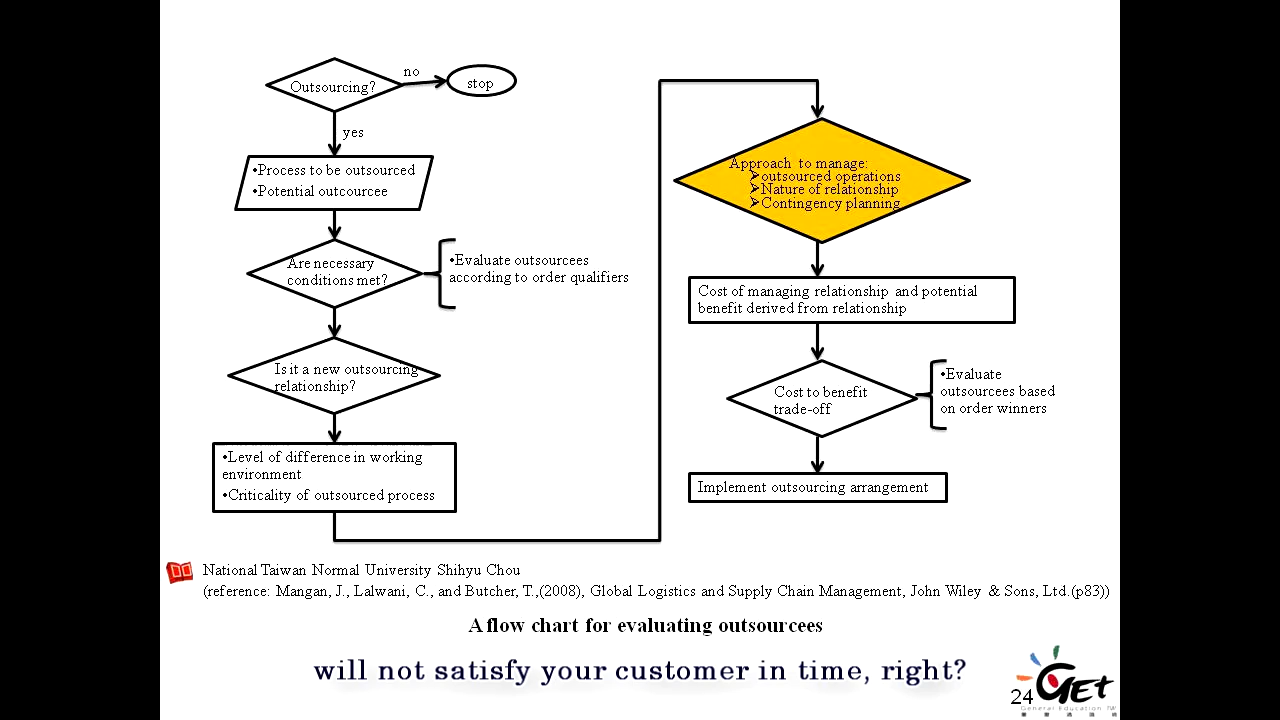 Outsourcing?
no
stop
yes
•Process to be outsourced
•Potential outcourcee
Are necessary
conditions met?
•Evaluate outsourcees
according to order qualifiers
Is it a new outsourcing
relationship?
•Level of difference in working
environment
•Criticality of outsourced process
Approach to manage:
➢outsourced operations
➢Nature of relationship
➢Contingency planning
Cost of managing relationship and potential
benefit derived from relationship
Cost to benefit
trade-off
•Evaluate
outsourcees based
on order winners
Implement outsourcing arrangement
National Taiwan Normal University Shihyu Chou
(reference: Mangan, J., Lalwani, C., and Butcher, T.,(2008), Global Logistics and Supply Chain Management, John Wiley & Sons, Ltd.(p83))
A flow chart for evaluating outsourcees
will not satisfy your customer in time, right?
24
GET
General Education TW